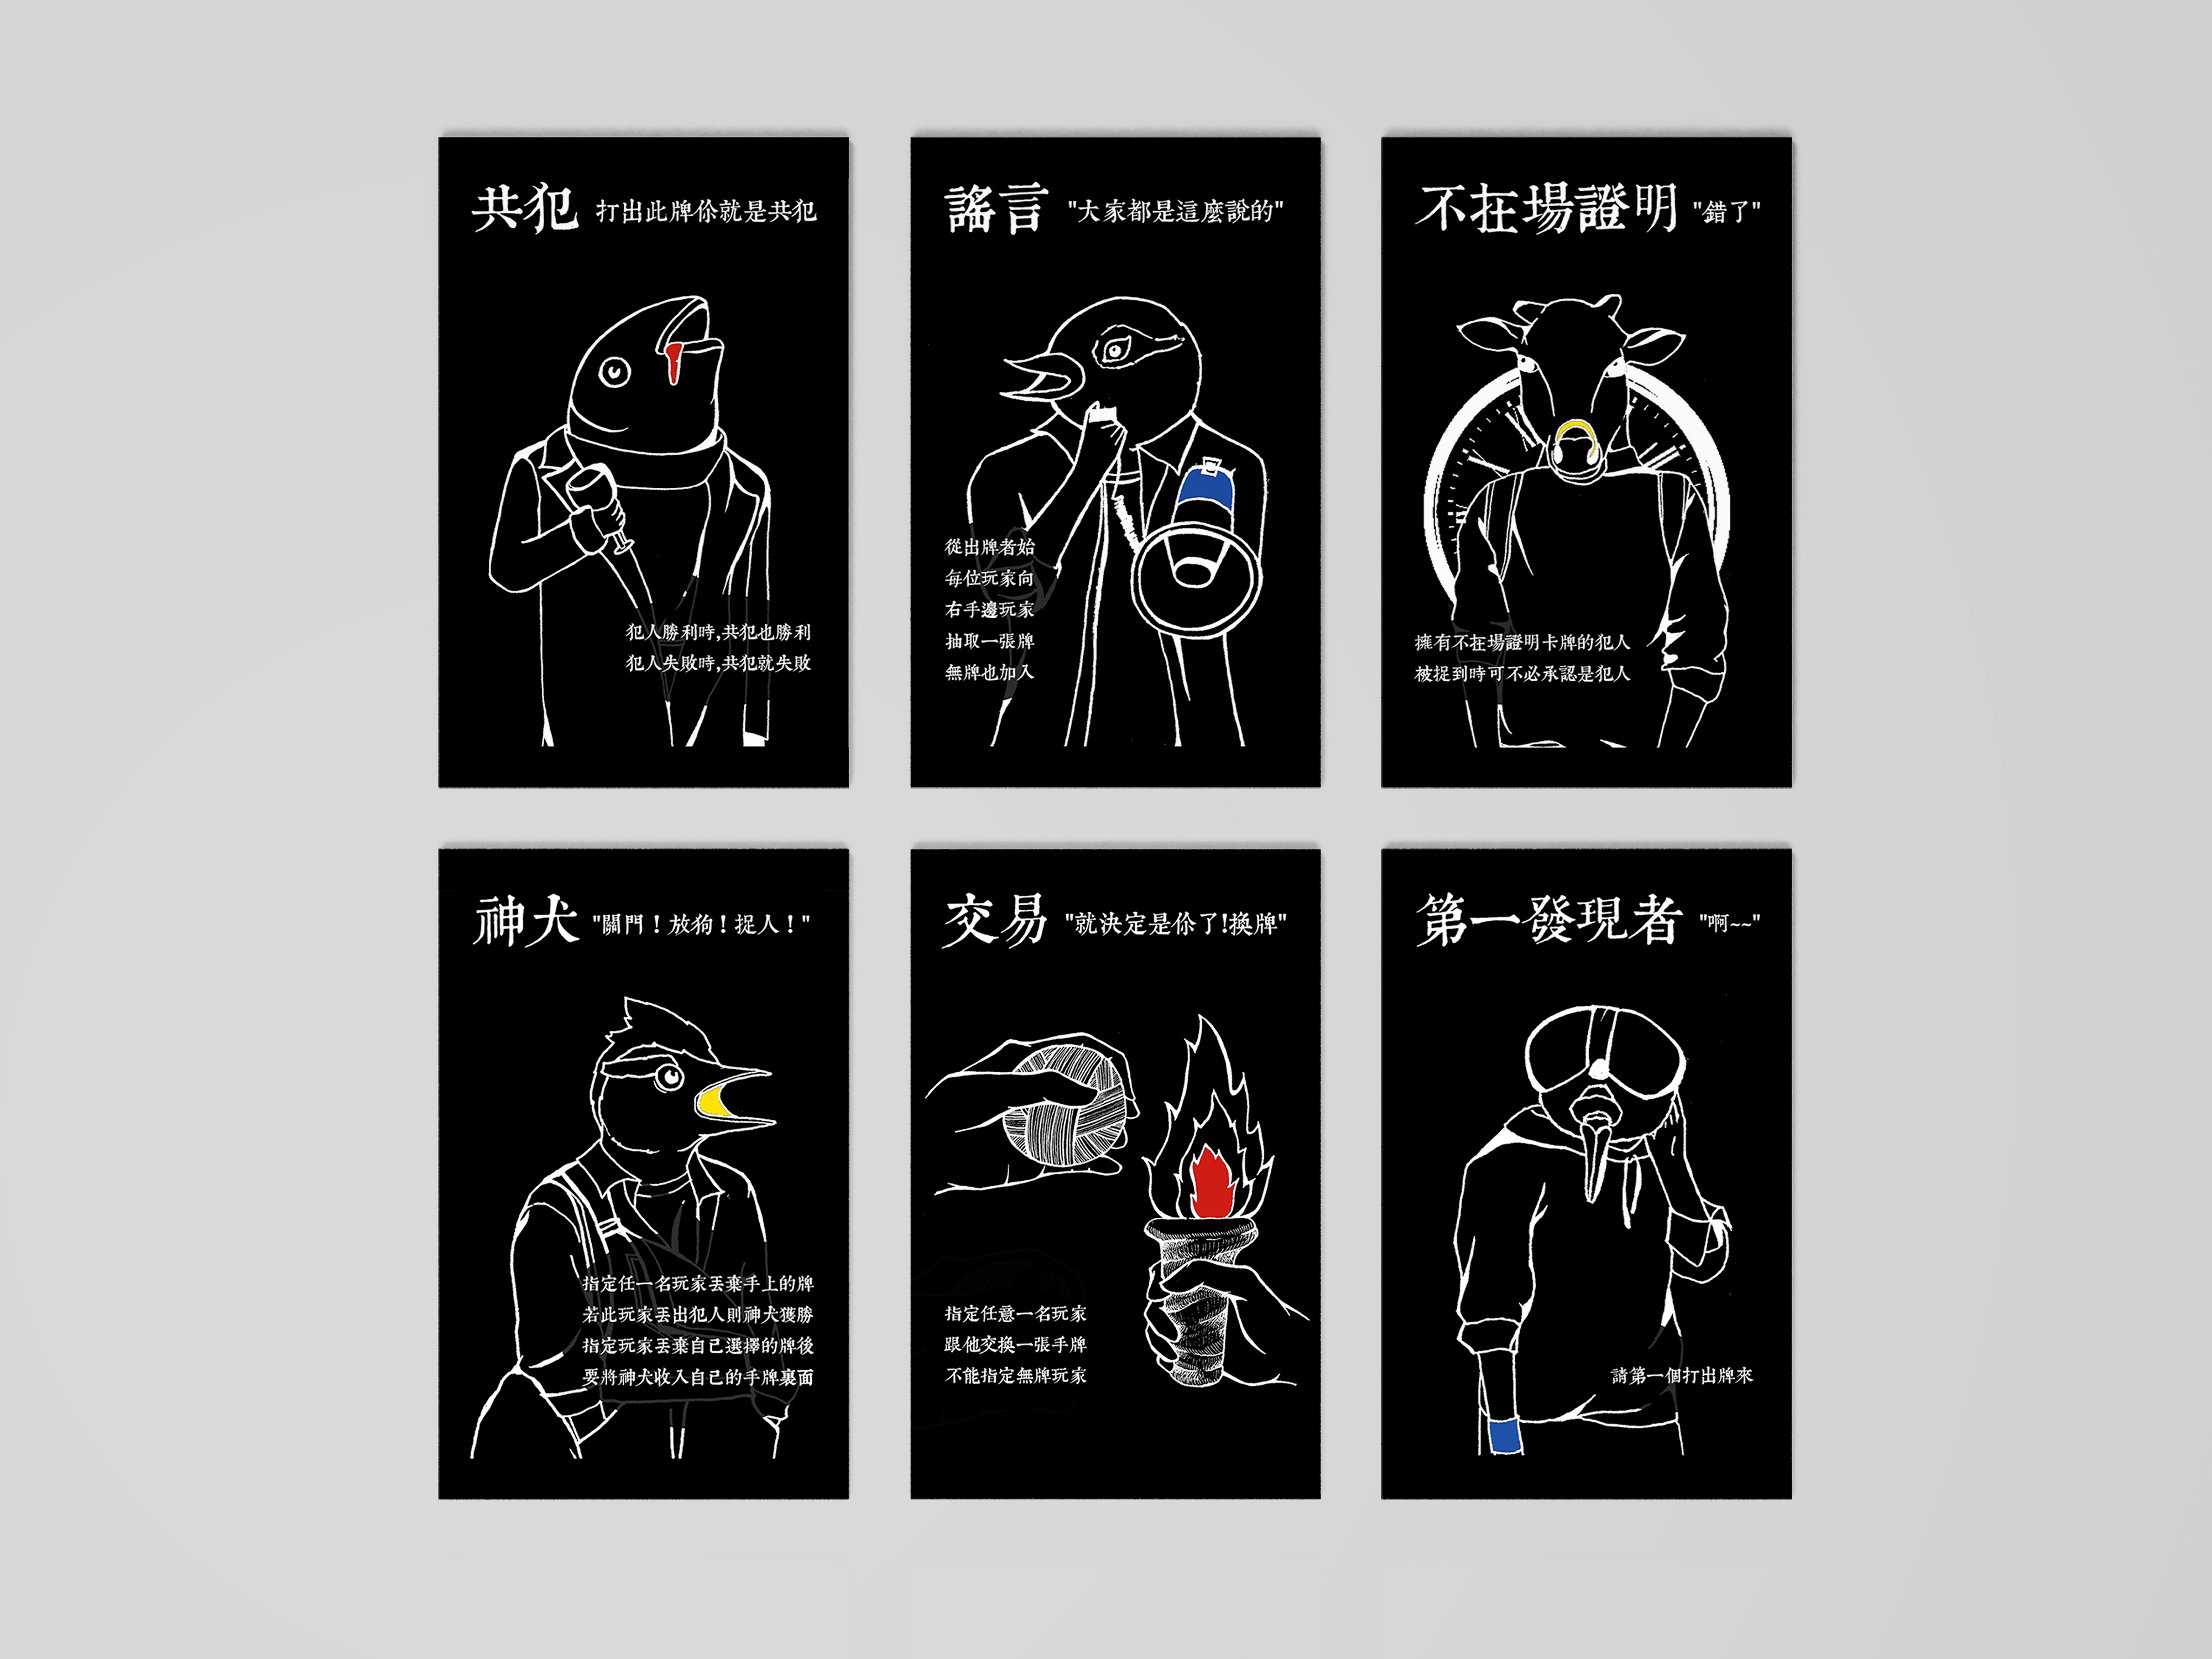 共犯 打出此牌你就是共犯
犯人勝利時,共犯也勝利
犯人失敗時,共犯就失敗
謠言 "大家都是這麼說的"
從出牌者始
每位玩家向
右手邊玩家
抽取一張牌
無牌也加入
不在場證明 "錯了"
擁有不在場證明卡牌的犯人
被捉到時可不必承認是犯人
神犬 "關門！放狗！捉人！"
指定任一名玩家丟棄手上的牌
若此玩家丟出犯人則神犬獲勝
指定玩家丟棄自己選擇的牌後
要將神犬收入自己的手牌裏面
交易 "就決定是你了!換牌"
指定任意一名玩家
跟他交換一張手牌
不能指定無牌玩家
第一發現者 "啊~~"
請第一個打出牌來